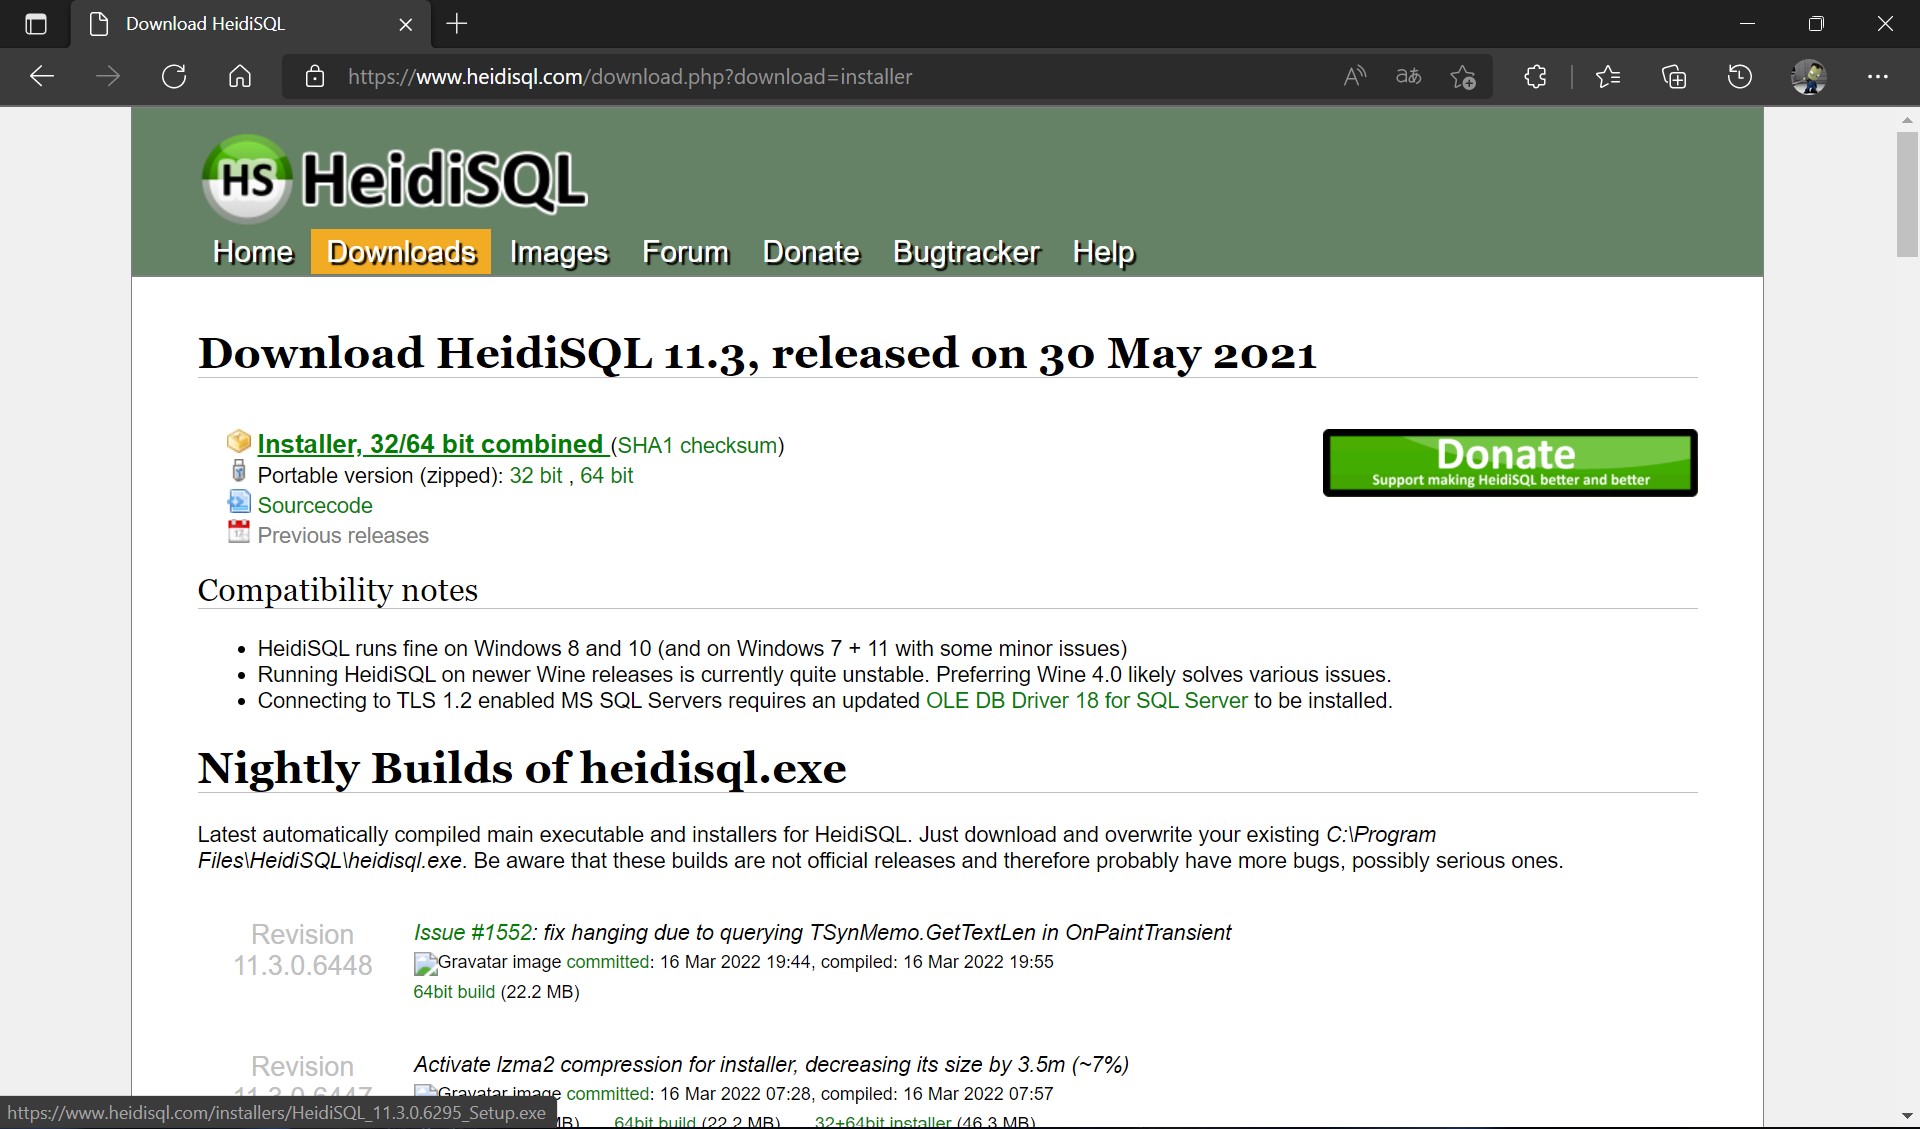 Download HeidiSQL
https://www.heidisql.com/download.php?download=installer
HS HeidiSQL
Home Downloads Images Forum Donate Bugtracker Help
Download HeidiSQL 11.3, released on 30 May 2021
Installer, 32/64 bit combined (SHA1 checksum)
Portable version (zipped): 32 bit , 64 bit
Sourcecode
Previous releases
Donate
Support making HeidiSQL better and better
Compatibility notes
• HeidiSQL runs fine on Windows 8 and 10 (and on Windows 7 + 11 with some minor issues)
• Running HeidiSQL on newer Wine releases is currently quite unstable. Preferring Wine 4.0 likely solves various issues.
• Connecting to TLS 1.2 enabled MS SQL Servers requires an updated OLE DB Driver 18 for SQL Server to be installed.
Nightly Builds of heidisql.exe
Latest automatically compiled main executable and installers for HeidiSQL. Just download and overwrite your existing C:\Program
Files\HeidiSQL\heidisql.exe. Be aware that these builds are not official releases and therefore probably have more bugs, possibly serious ones.
Revision
11.3.0.6448
Issue #1552: fix hanging due to querying TSynMemo.GetTextLen in OnPaintTransient
Gravatar image committed: 16 Mar 2022 19:44, compiled: 16 Mar 2022 19:55
64bit build (22.2 MB)
Revision
11.3.0.6447
Activate lzma2 compression for installer, decreasing its size by 3.5m (~7%)
Gravatar image committed: 16 Mar 2022 07:28, compiled: 16 Mar 2022 07:57
MB) 64bit build (22.2 MB) 32+64bit installer (46.3 MB)
https://www.heidisql.com/installers/HeidiSQL_11.3.0.6295_Setup.exe